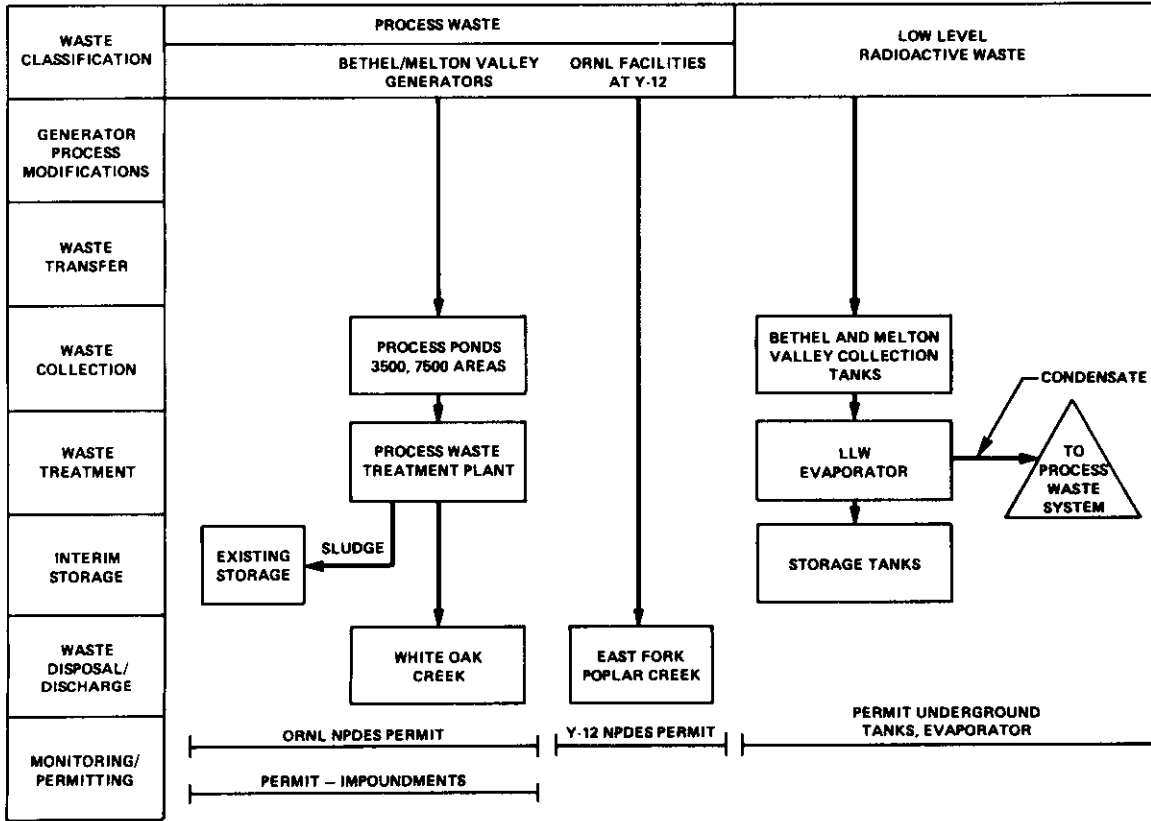 WASTE
CLASSIFICATION
PROCESS WASTE
BETHEL/MELTON VALLEY
GENERATORS
ORNL FACILITIES
AT Y-12
LOW LEVEL
RADIOACTIVE WASTE
GENERATOR
PROCESS
MODIFICATIONS
WASTE
TRANSFER
WASTE
COLLECTION
PROCESS PONDS
3500, 7500 AREAS
BETHEL AND MELTON
VALLEY COLLECTION
TANKS
CONDENSATE
WASTE
TREATMENT
PROCESS WASTE
TREATMENT PLANT
LLW
EVAPORATOR
TO
PROCESS
WASTE
SYSTEM
INTERIM
STORAGE
EXISTING
STORAGE
SLUDGE
STORAGE TANKS
WASTE
DISPOSAL/
DISCHARGE
WHITE OAK
CREEK
EAST FORK
POPLAR CREEK
MONITORING/
PERMITTING
ORNL NPDES PERMIT
Y-12 NPDES PERMIT
PERMIT UNDERGROUND
TANKS, EVAPORATOR
PERMIT – IMPOUNDMENTS